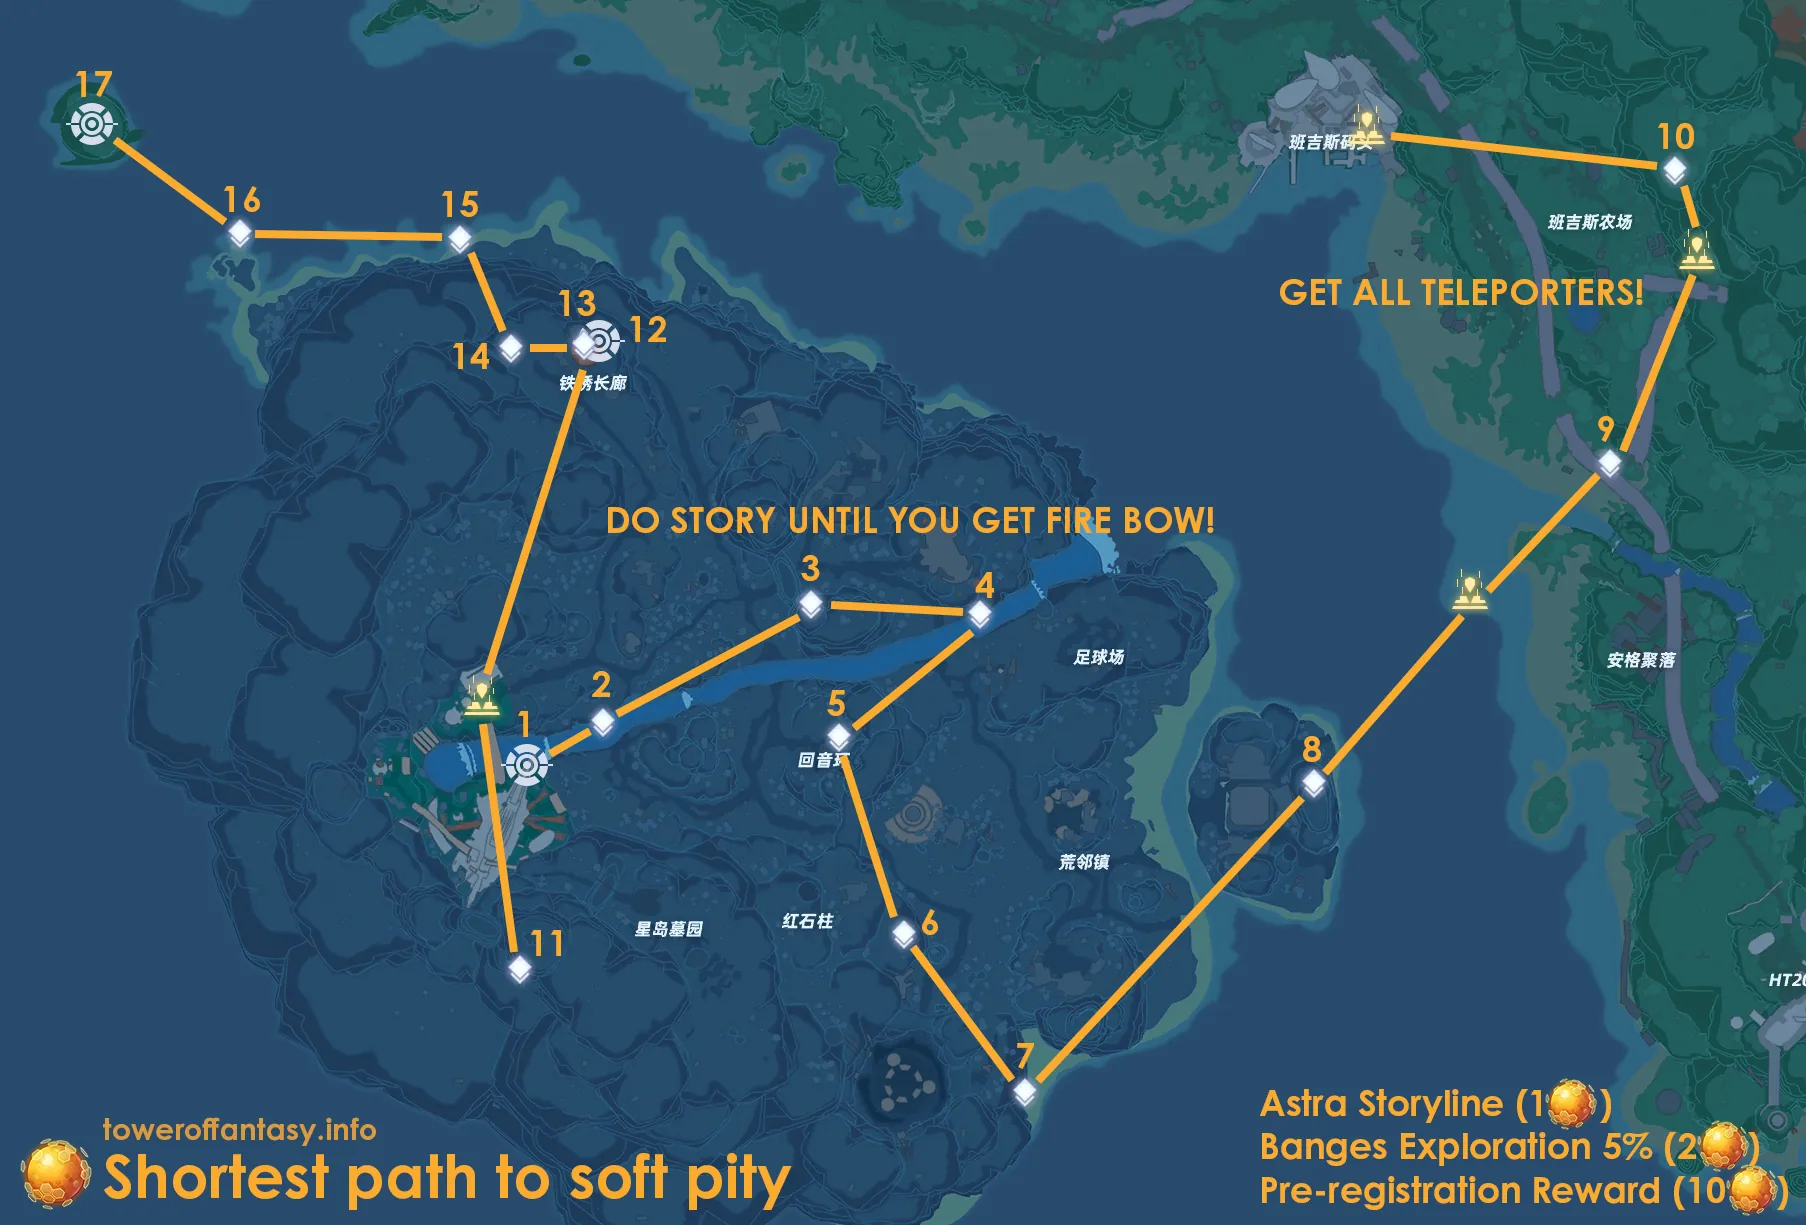 17
班吉斯码头
10
16
15
班吉斯农场
GET ALL TELEPORTERS!
13
12
14
铁锈长廊
9
DO STORY UNTIL YOU GET FIRE BOW!
3
4
足球场
安格聚落
2
5
1
回音环
8
荒邻镇
星岛墓园
红石柱
6
11
HT20
7
Astra Storyline (1 )
toweroffantasy.info
Banges Exploration 5% (2 )
Shortest path to soft pity
Pre-registration Reward (10 )